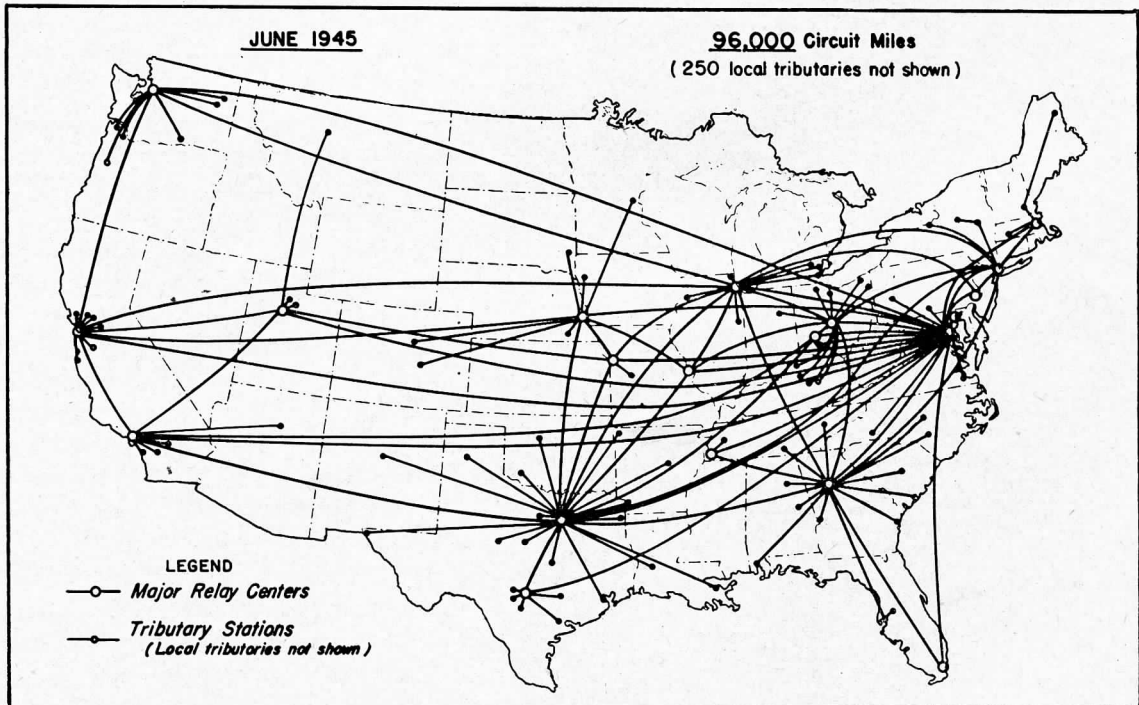 JUNE 1945
96,000 Circuit Miles
( 250 local tributaries not shown )
LEGEND
Major Relay Centers
Tributary Stations
(Local tributaries not shown)